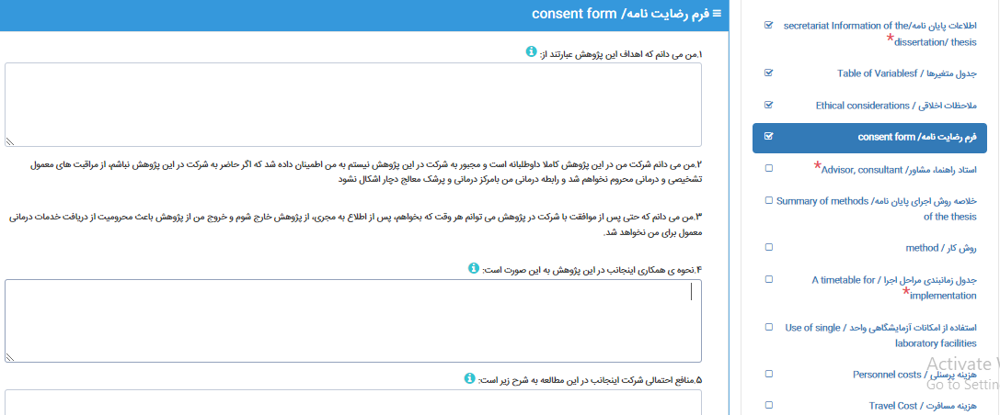 فرم رضایت نامه/ consent form
۱.من می دانم که اهداف این پژوهش عبارتند از:
۲.من می دانم شرکت من در این پژوهش کاملا داوطلبانه است و مجبور به شرکت در این پژوهش نیستم به من اطمینان داده شد که اگر حاضر به شرکت در این پژوهش نباشم، از مراقبت های معمول
تشخیصی و درمانی محروم نخواهم شد و رابطه درمانی من بامرکز درمانی و پرشک معالج دچار اشکال نشود
۳.من می دانم که حتی پس از موافقت با شرکت در پژوهش می توانم هر وقت که بخواهم، پس از اطلاع به مجری، از پژوهش خارج شوم و خروج من از پژوهش باعث محرومیت از دریافت خدمات درمانی
معمول برای من نخواهد شد.
۴.نحوه ی همکاری اینجانب در این پژوهش به این صورت است:
۵.منافع احتمالی شرکت اینجانب در این مطالعه به شرح زیر است:
اطلاعات پایان نامه/secretariat Information of the
dissertation/ thesis*
جدول متغیرها / Table of Variablesf
ملاحظات اخلاقی / Ethical considerations
فرم رضایت نامه/ consent form
استاد راهنما، مشاور/ Advisor, consultant*
خلاصه روش اجرای پایان نامه/ Summary of methods
of the thesis
روش کار / method
جدول زمانبندی مراحل اجرا / A timetable for
implementation*
استفاده از امکانات آزمایشگاهی واحد / Use of single
laboratory facilities
هزینه پرسنلی / Personnel costs
هزینه مسافرت / Travel Cost
Activate W
Go to Settin